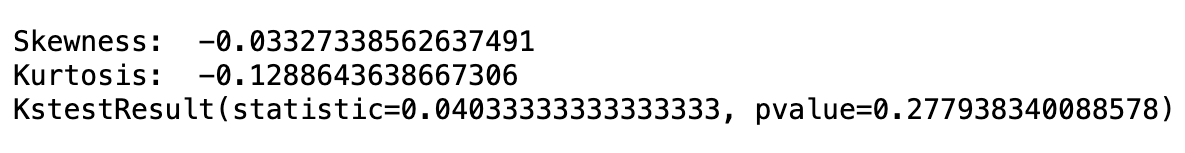 Skewness:  -0.03327338562637491
Kurtosis:  -0.1288643638667306
KstestResult(statistic=0.04033333333333333, pvalue=0.277938340088578)